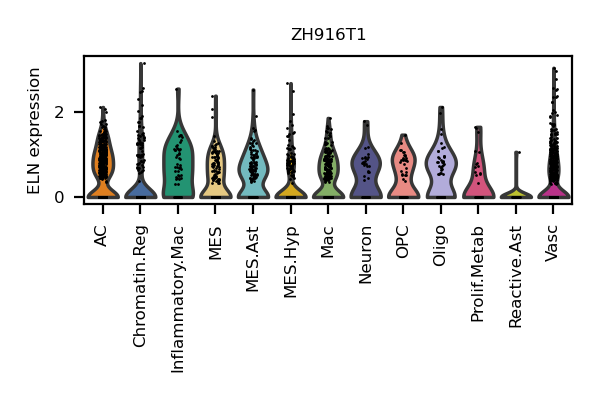 ZH916T1
ELN expression
2
0
AC
Chromatin.Reg
Inflammatory.Mac
MES
MES.Ast
MES.Hyp
Mac
Neuron
OPC
Oligo
Prolif.Metab
Reactive.Ast
Vasc